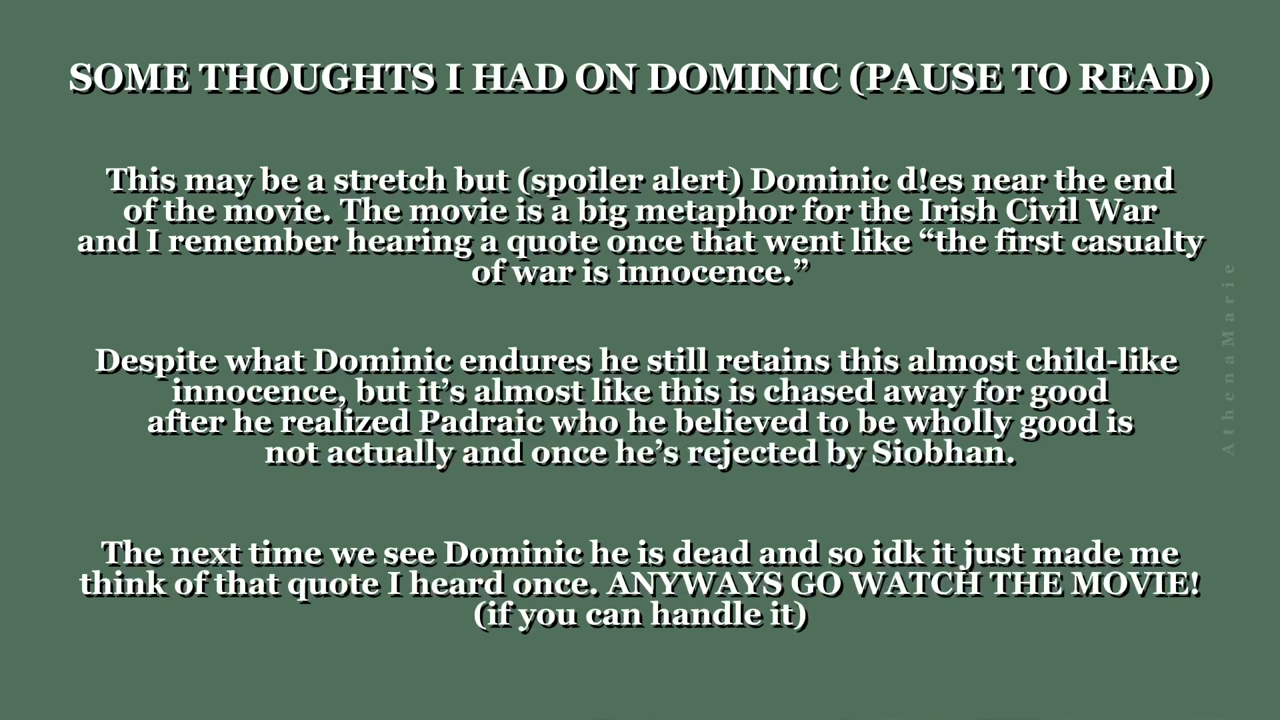 SOME THOUGHTS I HAD ON DOMINIC (PAUSE TO READ)
This may be a stretch but (spoiler alert) Dominic d!es near the end
of the movie. The movie is a big metaphor for the Irish Civil War
and I remember hearing a quote once that went like “the first casualty
of war is innocence.”
Despite what Dominic endures he still retains this almost child-like
innocence, but it’s almost like this is chased away for good
after he realized Padraic who he believed to be wholly good is
not actually and once he’s rejected by Siobhan.
The next time we see Dominic he is dead and so idk it just made me
think of that quote I heard once. ANYWAYS GO WATCH THE MOVIE!
(if you can handle it)
AthenaMarie